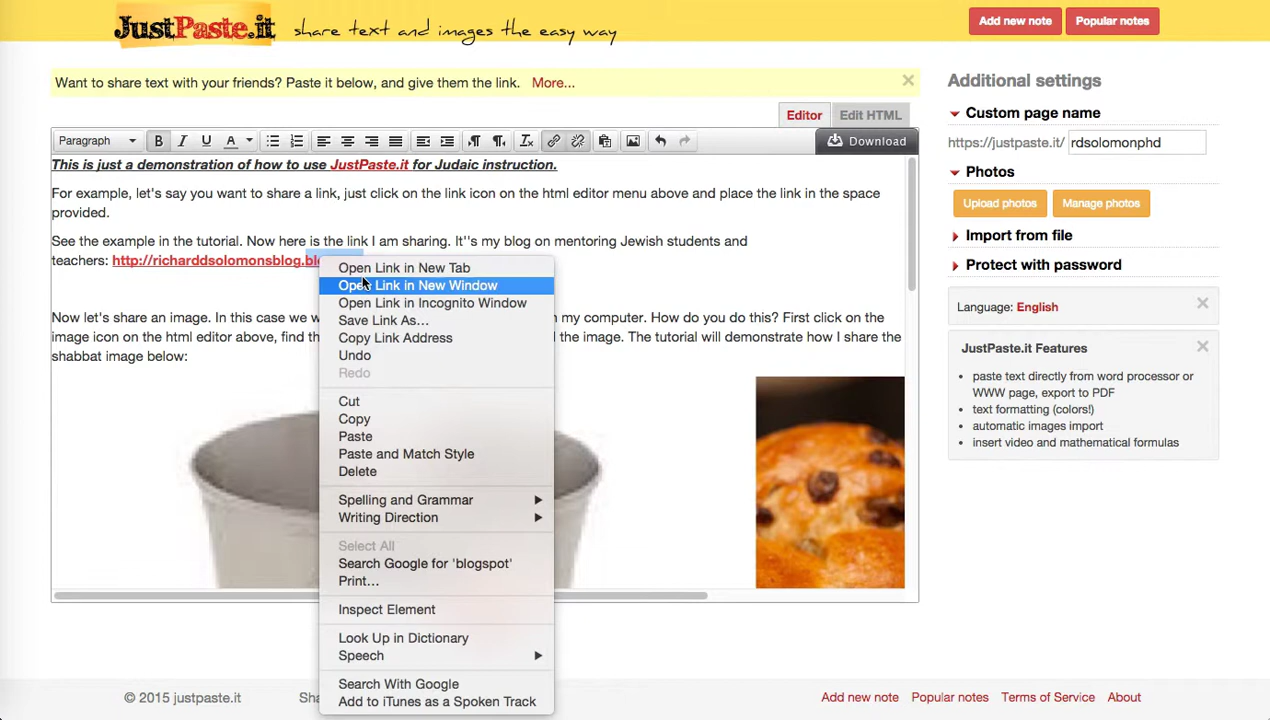 JustPaste.it share text and images the easy way
Add new note Popular notes
Want to share text with your friends? Paste it below, and give them the link. More...
Editor Edit HTML
Paragraph B I U A Download
This is just a demonstration of how to use JustPaste.it for Judaic instruction.
For example, let's say you want to share a link, just click on the link icon on the html editor menu above and place the link in the space
provided.
See the example in the tutorial. Now here is the link I am sharing. It''s my blog on mentoring Jewish students and
teachers: http://richarddsolomonsblog.blo
Now let's share an image. In this case we w
n my computer. How do you do this? First click on the
image icon on the html editor above, find th
d the image. The tutorial will demonstrate how I share the
shabbat image below:
Open Link in New Tab
Open Link in New Window
Open Link in Incognito Window
Save Link As...
Copy Link Address
Undo
Redo
Cut
Copy
Paste
Paste and Match Style
Delete
Spelling and Grammar
Writing Direction
Select All
Search Google for 'blogspot'
Print...
Inspect Element
Look Up in Dictionary
Speech
Search With Google
Add to iTunes as a Spoken Track
Additional settings
Custom page name
https://justpaste.it/ rdsolomonphd
Photos
Upload photos Manage photos
Import from file
Protect with password
Language: English
JustPaste.it Features
paste text directly from word processor or
WWW page, export to PDF
text formatting (colors!)
automatic images import
insert video and mathematical formulas
© 2015 justpaste.it Sha
Add new note Popular notes Terms of Service About